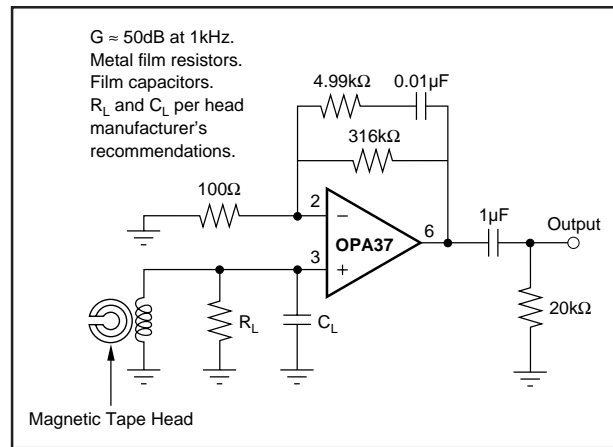 G ≈ 50dB at 1kHz.
Metal film resistors.
Film capacitors.
RL and CL per head
manufacturer's
recommendations.
4.99kΩ
0.01µF
316kΩ
100Ω
2
−
OPA37
6
3
+
1µF
Output
20kΩ
RL
CL
Magnetic Tape Head